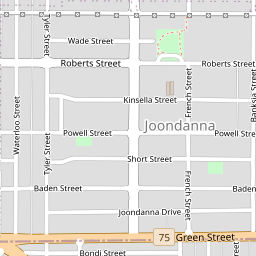 Tyler Street
Wade Street
Roberts Street
Roberts Street
Kinsella Street
French Street
Banksia Street
Waterloo Street
Joondanna
Powell Street
Powell Stre
Tyler Street
Short Street
Baden Street
Baden
French Street
Joondanna Drive
75
Green Street
Bondi Street